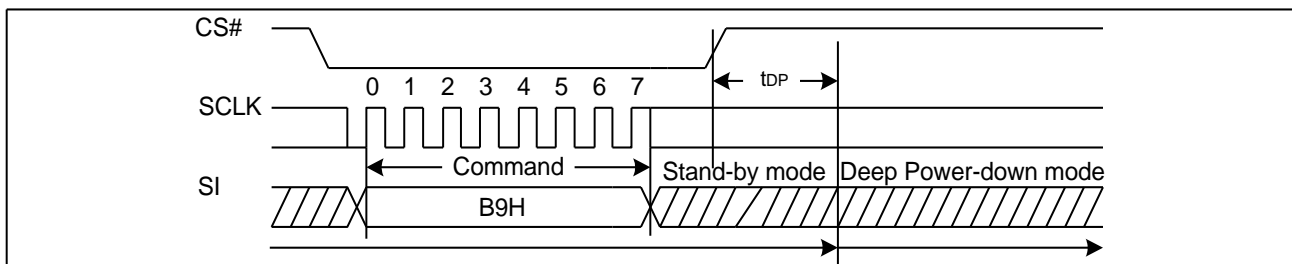 CS#
tDP
0 1 2 3 4 5 6 7
SCLK
Command
Stand-by mode Deep Power-down mode
SI
B9H